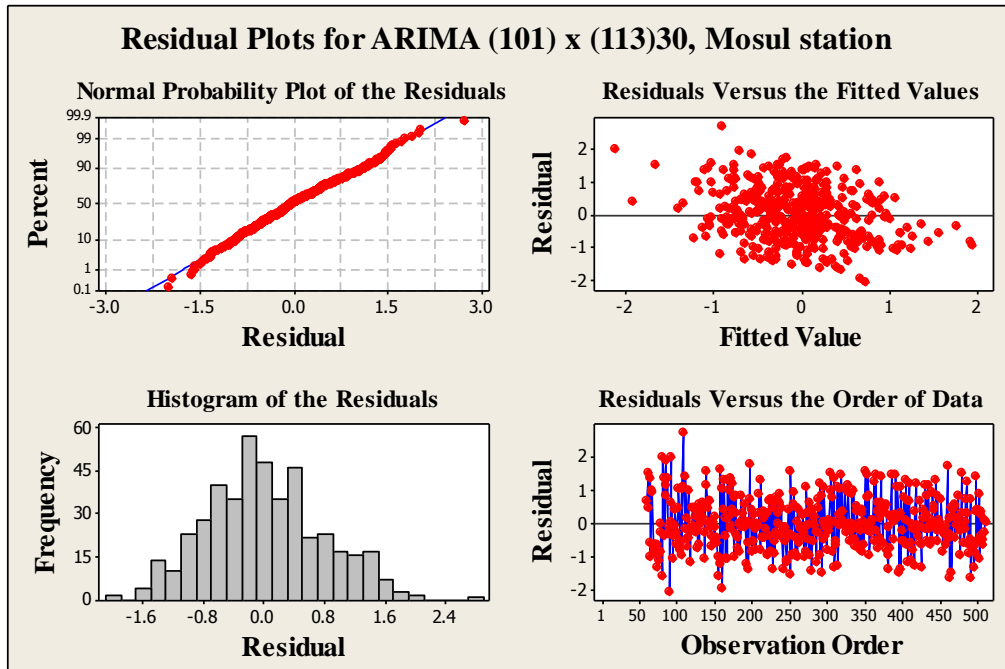 Residual Plots for ARIMA (101) x (113)30, Mosul station
Normal Probability Plot of the Residuals
99.9
99
90
50
10
1
0.1
Percent
-3.0 -1.5 0.0 1.5 3.0
Residual
Residuals Versus the Fitted Values
2
1
0
-1
-2
Residual
-2 -1 0 1 2
Fitted Value
Histogram of the Residuals
60
45
30
15
0
Frequency
-1.6 -0.8 0.0 0.8 1.6 2.4
Residual
Residuals Versus the Order of Data
2
1
0
-1
-2
Residual
1 50 100 150 200 250 300 350 400 450 500
Observation Order